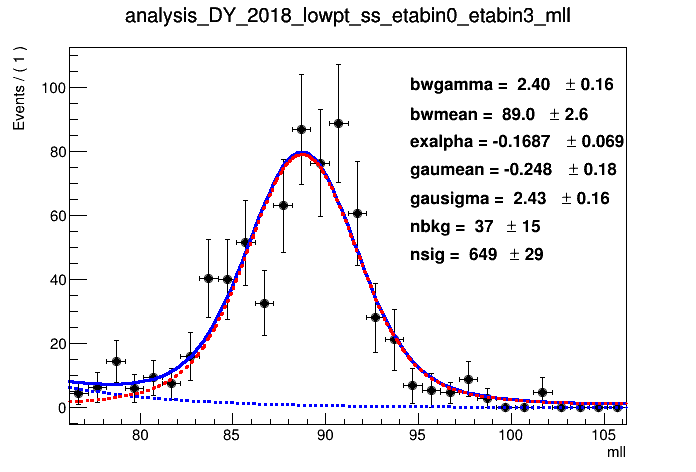 analysis_DY_2018_lowpt_ss_etabin0_etabin3_mll
Events / ( 1 )
100
80
60
40
20
0
bwgamma = 2.40 ± 0.16
bwmean = 89.0 ± 2.6
exalpha = -0.1687 ± 0.069
gaumean = -0.248 ± 0.18
gausigma = 2.43 ± 0.16
nbkg = 37 ± 15
nsig = 649 ± 29
80 85 90 95 100 105
mll